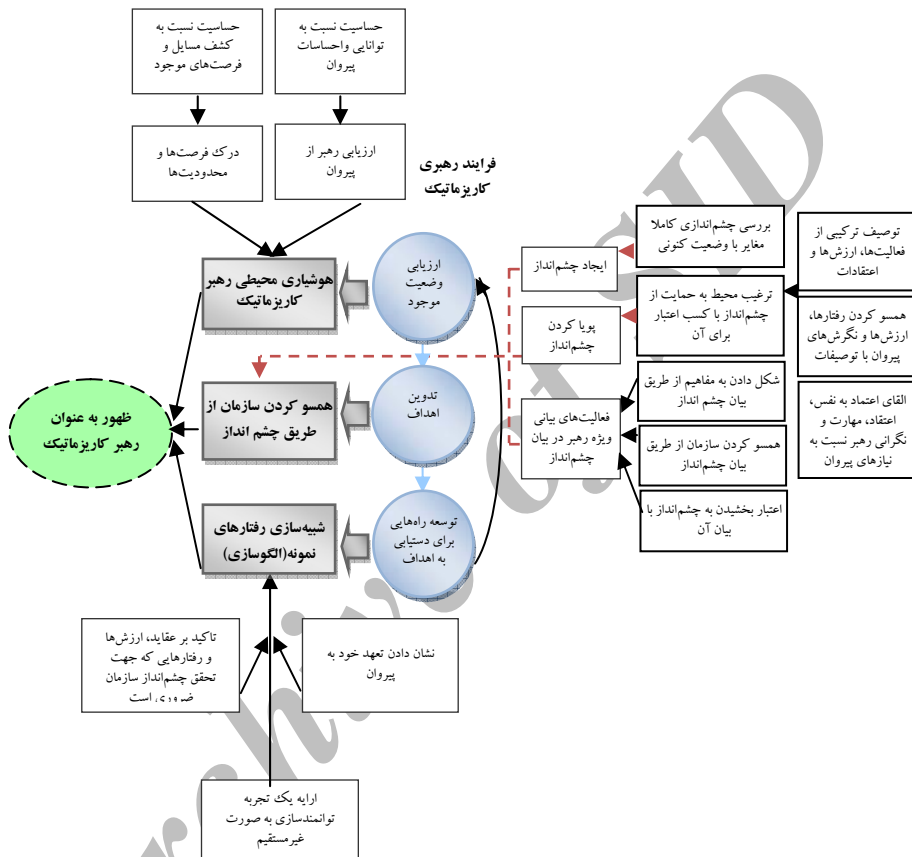 حساسیت نسبت به
کشف مسایل و
فرصت‌های موجود
حساسیت نسبت به
توانایی واحساسات
پیروان
درک فرصت‌ها و
محدودیت‌ها
ارزیابی رهبر از
پیروان
فرایند رهبری
کاریزماتیک
توصیف ترکیبی از
فعالیت‌ها، ارزش‌ها و
اعتقادات
بررسی چشم‌اندازی کاملا
مغایر با وضعیت کنونی
ایجاد چشم‌انداز
ارزیابی
وضعیت
موجود
هوشیاری محیطی رهبر
کاریزماتیک
همسو کردن رفتارها،
ارزش‌ها و نگرش‌های
پیروان با توصیفات
ترغیب محیط به حمایت از
چشم‌انداز با کسب اعتبار
برای آن
پویا کردن
چشم‌انداز
القای اعتماد به نفس،
اعتقاد، مهارت و
نگرانی رهبر نسبت به
نیازهای پیروان
شکل دادن به مفاهیم از طریق
بیان چشم انداز
همسو کردن سازمان از طریق
بیان چشم‌انداز
اعتبار بخشیدن به چشم‌انداز با
بیان آن
فعالیت‌های بیانی
ویژه رهبر در بیان
چشم‌انداز
تدوین
اهداف
همسو کردن سازمان از
طریق چشم انداز
ظهور به عنوان
رهبر کاریزماتیک
توسعه راه‌هایی
برای دستیابی
به اهداف
شبیه‌سازی رفتارهای
نمونه(الگوسازی)
نشان دادن تعهد خود به
پیروان
تاکید بر عقاید، ارزش‌ها
و رفتارهایی که جهت
تحقق چشم‌انداز سازمان
ضروری است
ارایه یک تجربه
توانمندسازی به صورت
غیرمستقیم
rchive of SID